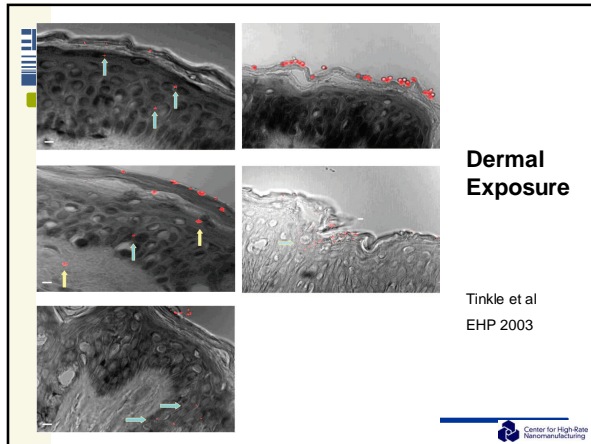 Dermal
Exposure
Tinkle et al
EHP 2003
Center for High-Rate
Nanomanufacturing